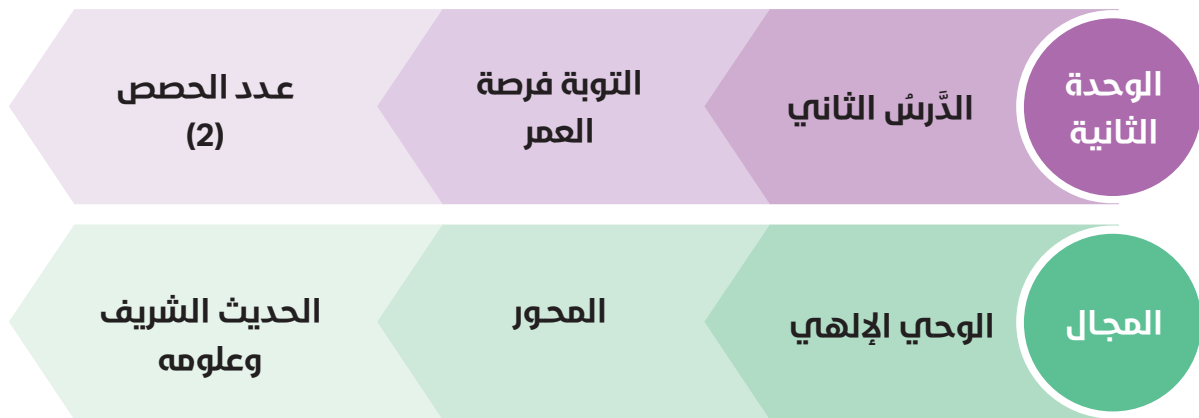 الوحدة
الثانية
الدَّرسُ الثاني
التوبة فرصة
العمر
عدد الحصص
(2)
المجال
الوحي الإلهي
المحور
الحديث الشريف
وعلومه